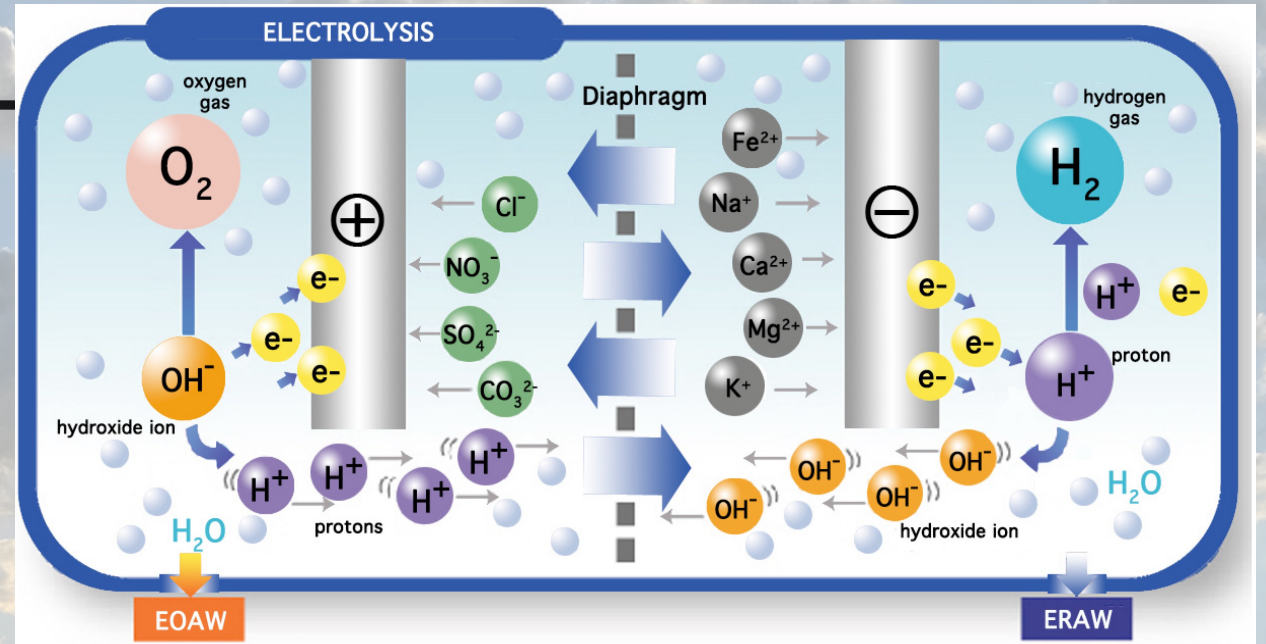 ELECTROLYSIS
oxygen
gas
O₂
OH⁻
hydroxide ion
e-
e-
e-
+
Cl⁻
NO₃⁻
SO₄²⁻
CO₃²⁻
H⁺
H⁺
H⁺
H⁺
protons
H₂O
EOAW
Diaphragm
Fe²⁺
Na⁺
Ca²⁺
Mg²⁺
K⁺
−
e-
e-
e-
hydrogen
gas
H₂
H⁺ e-
proton
H⁺
OH⁻
OH⁻
OH⁻
OH⁻
hydroxide ion
H₂O
ERAW